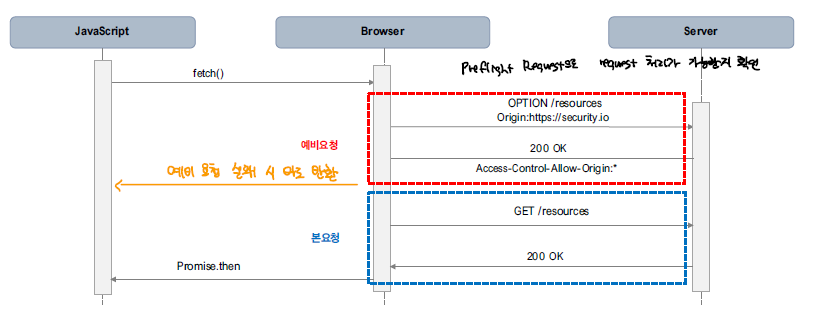 JavaScript
Browser
Server
Preflight Request으로 request 처리가 가능한지 확인
fetch()
OPTION /resources
Origin:https://security.io
예비요청
200 OK
Access-Control-Allow-Origin:*
예비 요청 실패 시 바로 반환
GET /resources
본요청
200 OK
Promise.then